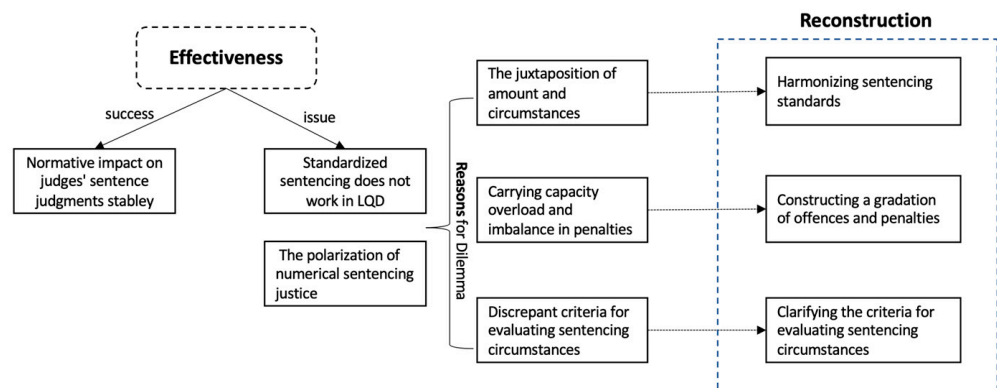 Reconstruction
Effectiveness
success
issue
Normative impact on
judges' sentence
judgments stabley
Standardized
sentencing does not
work in LQD
The polarization of
numerical sentencing
justice
Reasons for Dilemma
The juxtaposition of
amount and
circumstances
Carrying capacity
overload and
imbalance in penalties
Discrepant criteria for
evaluating sentencing
circumstances
Harmonizing sentencing
standards
Constructing a gradation
of offences and penalties
Clarifying the criteria for
evaluating sentencing
circumstances